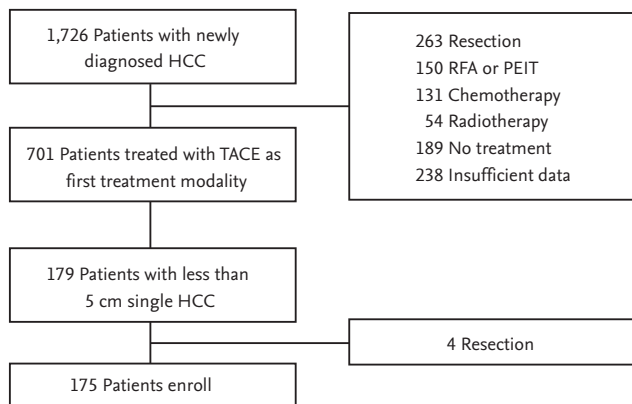 1,726 Patients with newly
diagnosed HCC
263 Resection
150 RFA or PEIT
131 Chemotherapy
54 Radiotherapy
189 No treatment
238 Insufficient data
701 Patients treated with TACE as
first treatment modality
179 Patients with less than
5 cm single HCC
4 Resection
175 Patients enroll